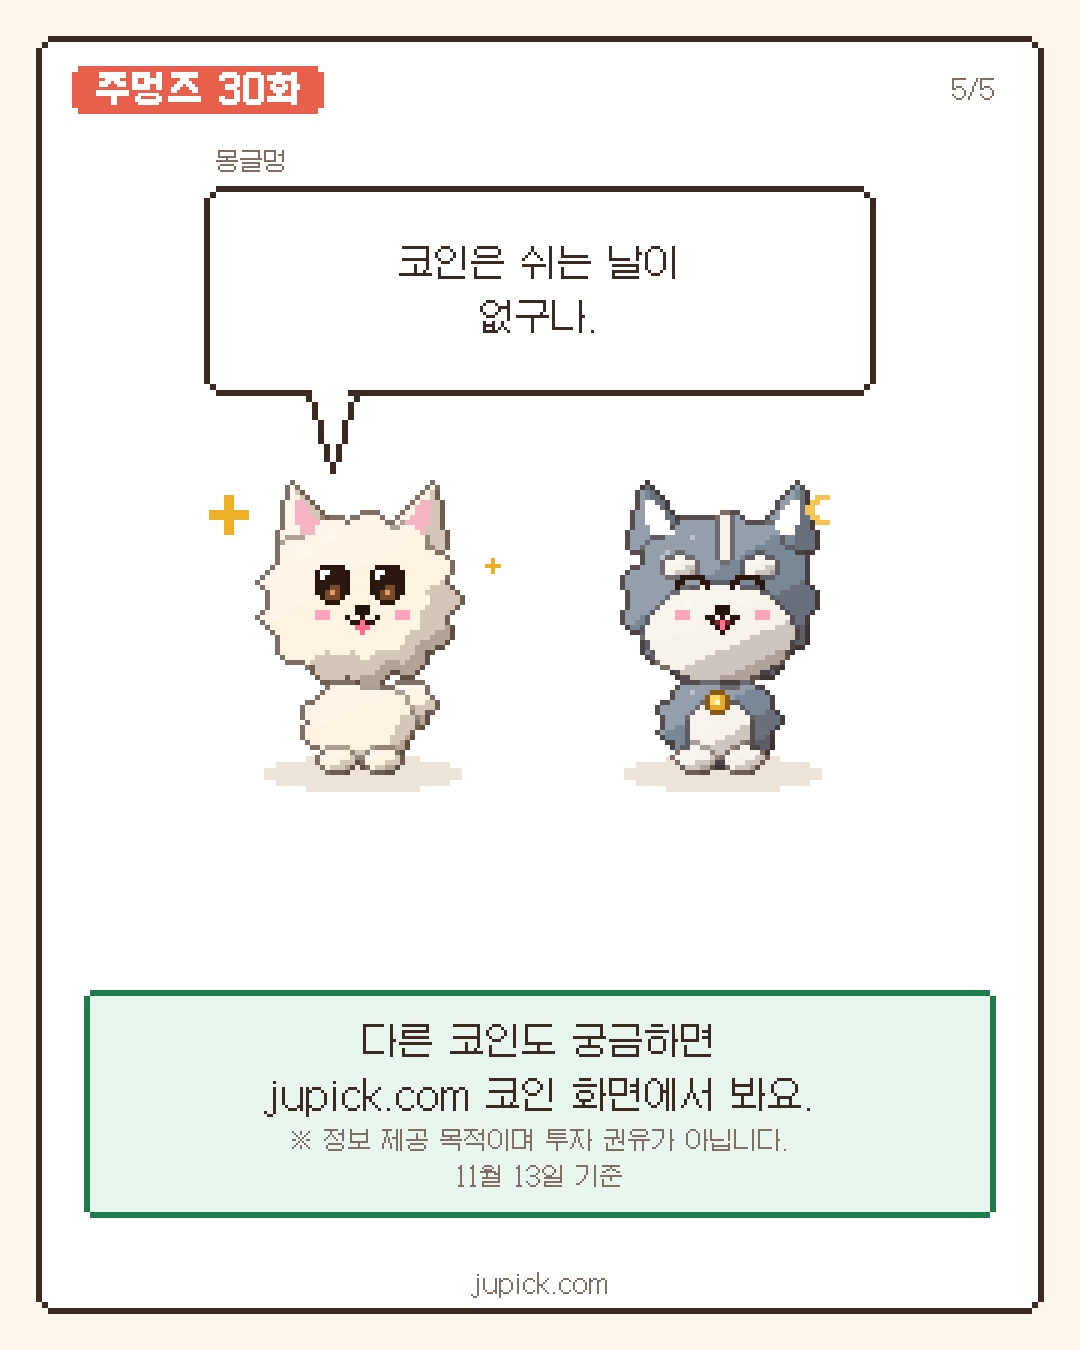 주멍즈 30화
5/5
몽글멍
코인은 쉬는 날이
없구나.
다른 코인도 궁금하면
jupick.com 코인 화면에서 봐요.
※ 정보 제공 목적이며 투자 권유가 아닙니다.
11월 13일 기준
jupick.com